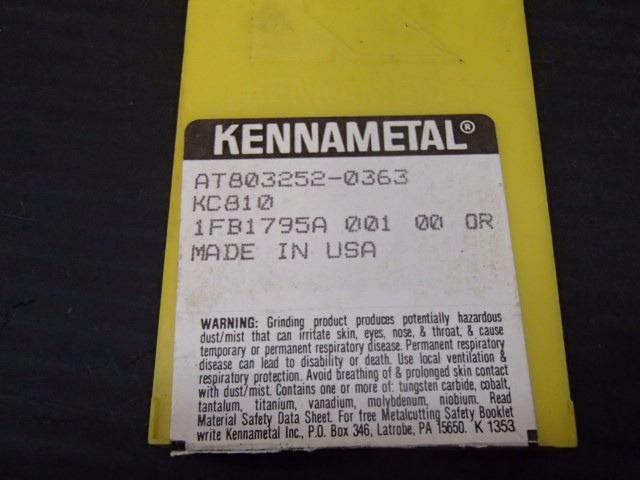 KENNAMETAL®
AT803252-0363
KC810
1FB1795A 001 00 OR
MADE IN USA
WARNING: Grinding product produces potentially hazardous
dust/mist that can irritate skin, eyes, nose, & throat, & cause
temporary or permanent respiratory disease. Permanent respiratory
disease can lead to disability or death. Use local ventilation &
respiratory protection. Avoid breathing of & prolonged skin contact
with dust/mist. Contains one or more of: tungsten carbide, cobalt,
tantalum, titanium, vanadium, molybdenum, niobium. Read
Material Safety Data Sheet. For free Metalcutting Safety Booklet
write Kennametal Inc., P.O. Box 346, Latrobe, PA 15650. K 1353